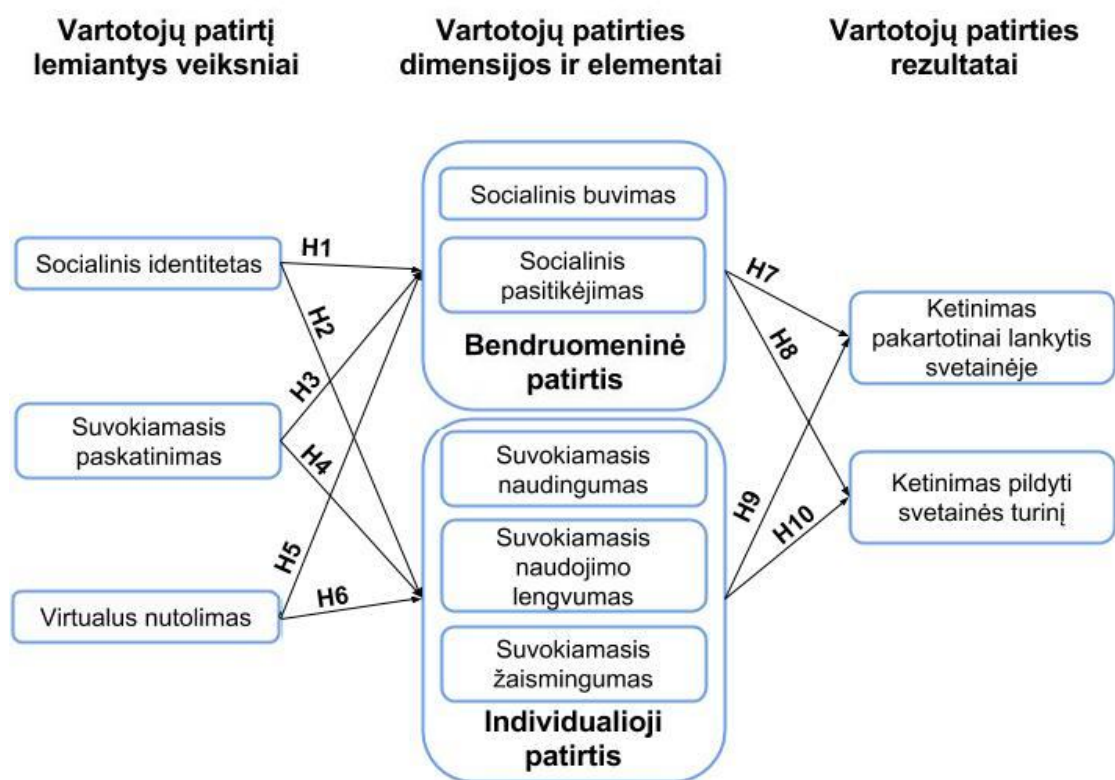 Vartotojų patirtį
lemiantys veiksniai
Vartotojų patirties
dimensijos ir elementai
Vartotojų patirties
rezultatai
Socialinis identitetas
Suvokiamasis
paskatinimas
Virtualus nutolimas
H1
H2
H3
H4
H5
H6
Socialinis buvimas
Socialinis
pasitikėjimas
Bendruomeninė
patirtis
Suvokiamasis
naudingumas
Suvokiamasis
naudojimo
lengvumas
Suvokiamasis
žaismingumas
Individualioji
patirtis
H7
H8
H9
H10
Ketinimas
pakartotinai lankytis
svetainėje
Ketinimas pildyti
svetainės turinį